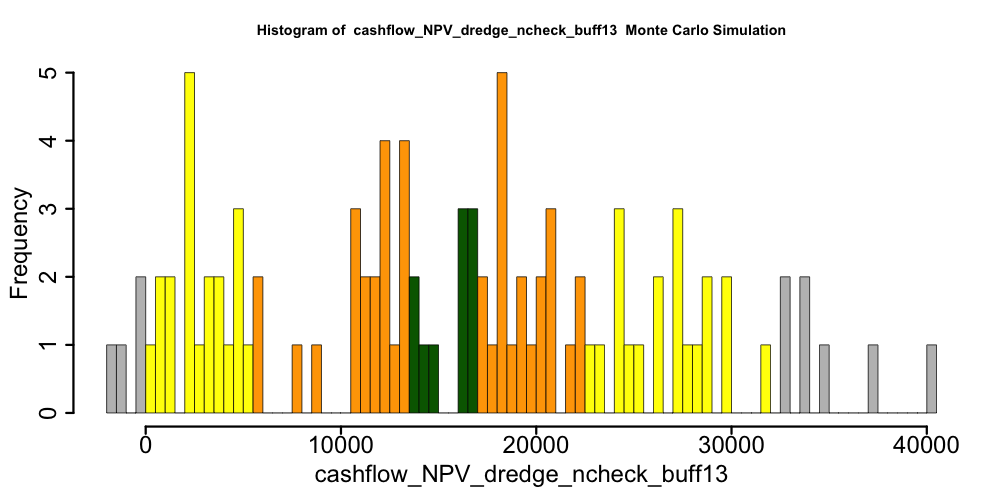 Histogram of  cashflow_NPV_dredge_ncheck_buff13  Monte Carlo Simulation
5
4
3
2
1
0
Frequency
0 10000 20000 30000 40000
cashflow_NPV_dredge_ncheck_buff13